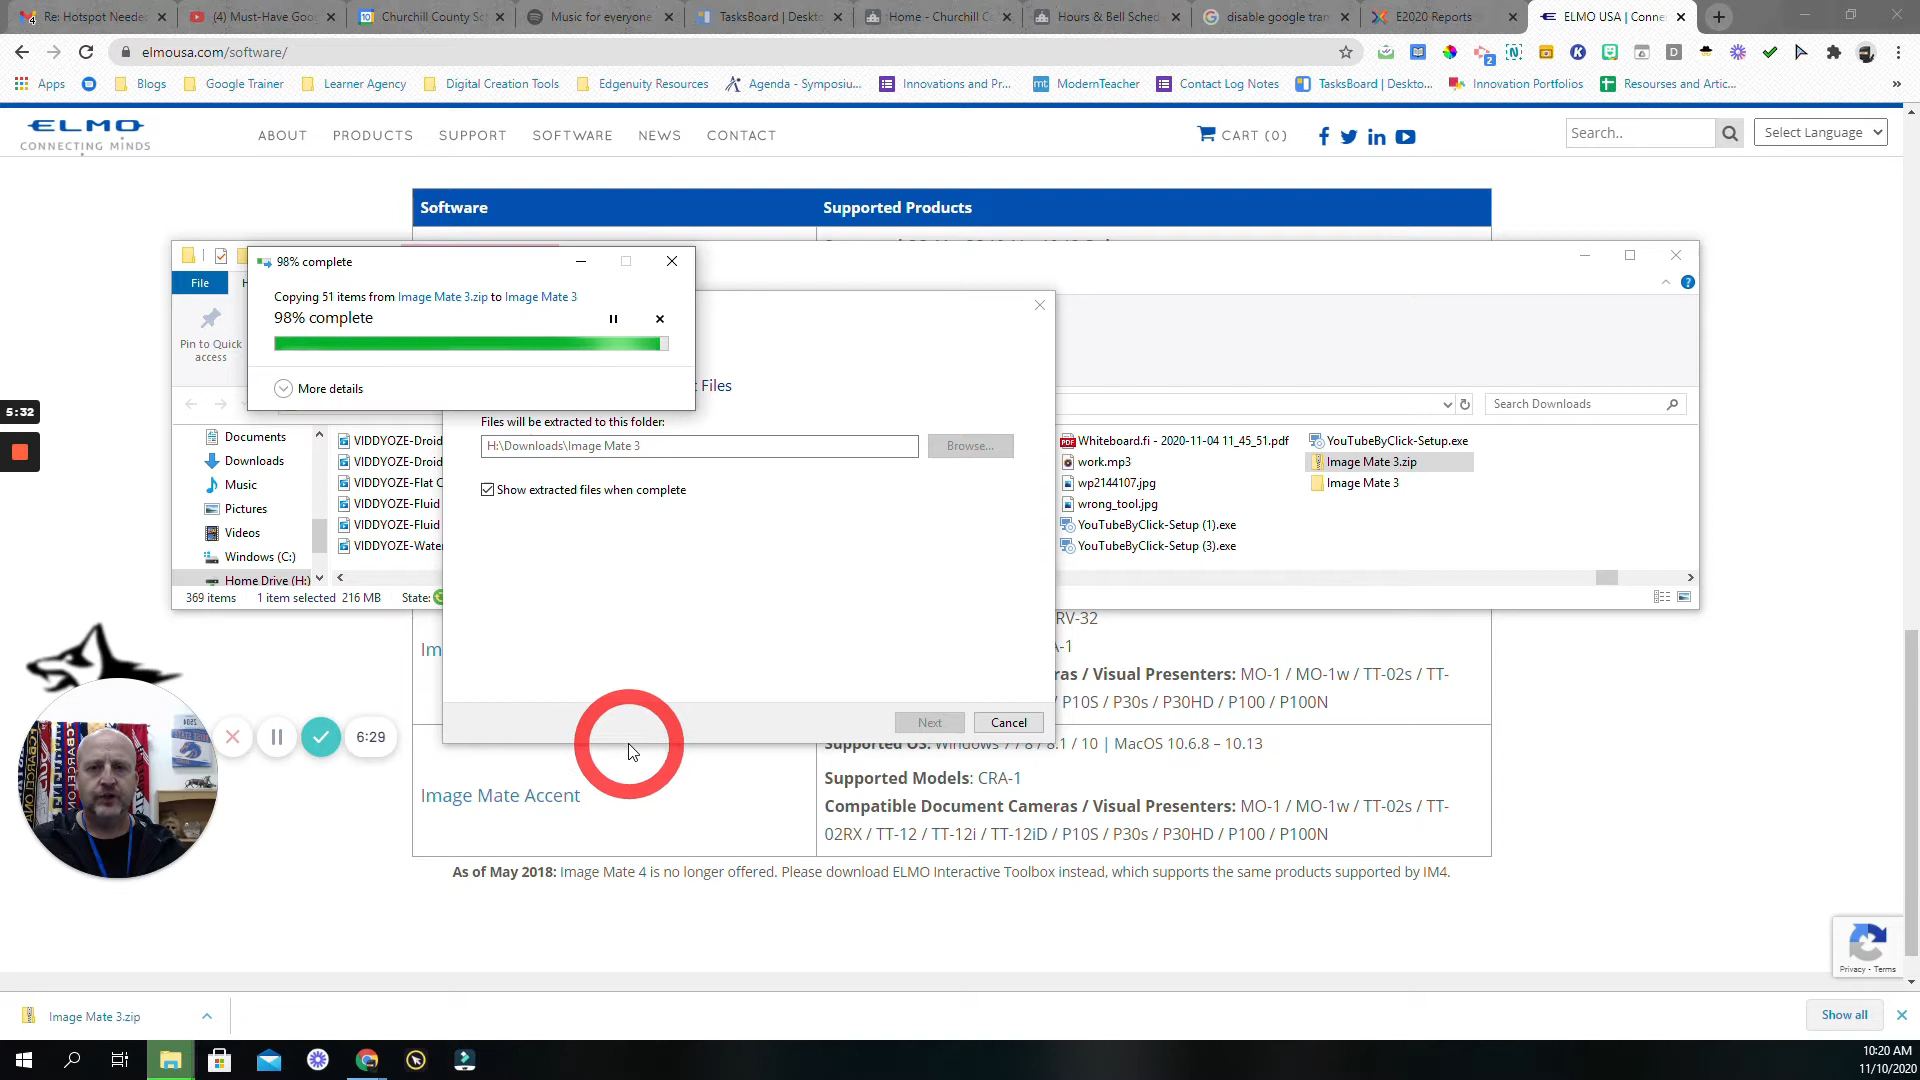 Re: Hotspot Neede
(4) Must-Have Goo
Churchill County Sc
Music for everyone
TasksBoard | Deskt
Home - Churchill C
Hours & Bell Sched
disable google tran
E2020 Reports
ELMO USA | Conne
elmousa.com/software/
Apps
Blogs
Google Trainer
Learner Agency
Digital Creation Tools
Edgenuity Resources
Agenda - Symposiu...
Innovations and Pr...
ModernTeacher
Contact Log Notes
TasksBoard | Deskto...
Innovation Portfolios
Resourses and Artic...
ELMO
CONNECTING MINDS
ABOUT
PRODUCTS
SUPPORT
SOFTWARE
NEWS
CONTACT
CART (0)
Search..
Select Language
Software
Supported Products
98% complete
Copying 51 items from Image Mate 3.zip to Image Mate 3
98% complete
More details
File
Pin to Quick
access
Files
Files will be extracted to this folder:
H:\Downloads\Image Mate 3
Browse...
Show extracted files when complete
Next
Cancel
Search Downloads
Documents
Downloads
Music
Pictures
Videos
Windows (C:)
Home Drive (H:)
VIDDYOZE-Droid
VIDDYOZE-Droid
VIDDYOZE-Flat C
VIDDYOZE-Fluid
VIDDYOZE-Fluid
VIDDYOZE-Wate
Whiteboard.fi - 2020-11-04 11_45_51.pdf
work.mp3
wp2144107.jpg
wrong_tool.jpg
YouTubeByClick-Setup (1).exe
YouTubeByClick-Setup (3).exe
YouTubeByClick-Setup.exe
Image Mate 3.zip
Image Mate 3
369 items
1 item selected 216 MB
State:
5:32
6:29
RV-32
Im
A-1
ras / Visual Presenters: MO-1 / MO-1w / TT-02s / TT-
P10S / P30s / P30HD / P100 / P100N
Supported OS: Windows 7 / 8 / 8.1 / 10 | MacOS 10.6.8 – 10.13
Image Mate Accent
Supported Models: CRA-1
Compatible Document Cameras / Visual Presenters: MO-1 / MO-1w / TT-02s / TT-
02RX / TT-12 / TT-12i / TT-12iD / P10S / P30s / P30HD / P100 / P100N
As of May 2018: Image Mate 4 is no longer offered. Please download ELMO Interactive Toolbox instead, which supports the same products supported by IM4.
Privacy - Terms
Image Mate 3.zip
Show all
10:20 AM
11/10/2020